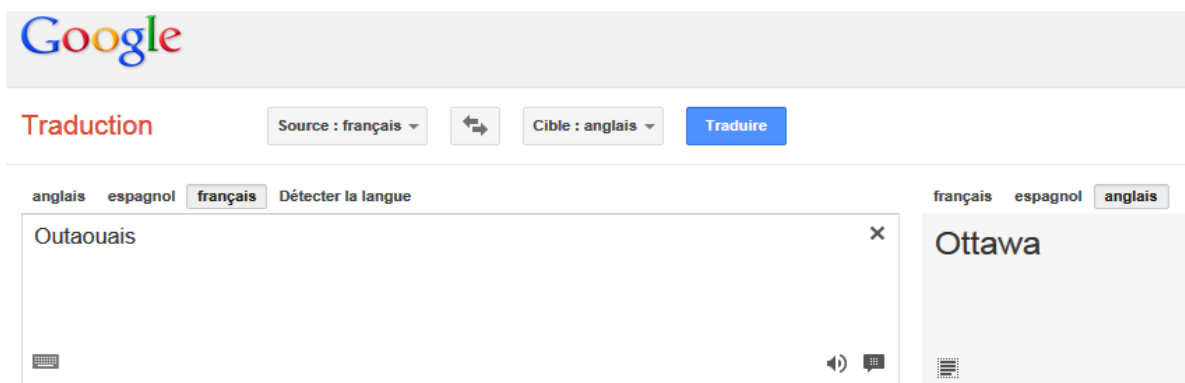 Google
Traduction Source : français Cible : anglais Traduire
anglais espagnol français Détecter la langue français espagnol anglais
Outaouais Ottawa